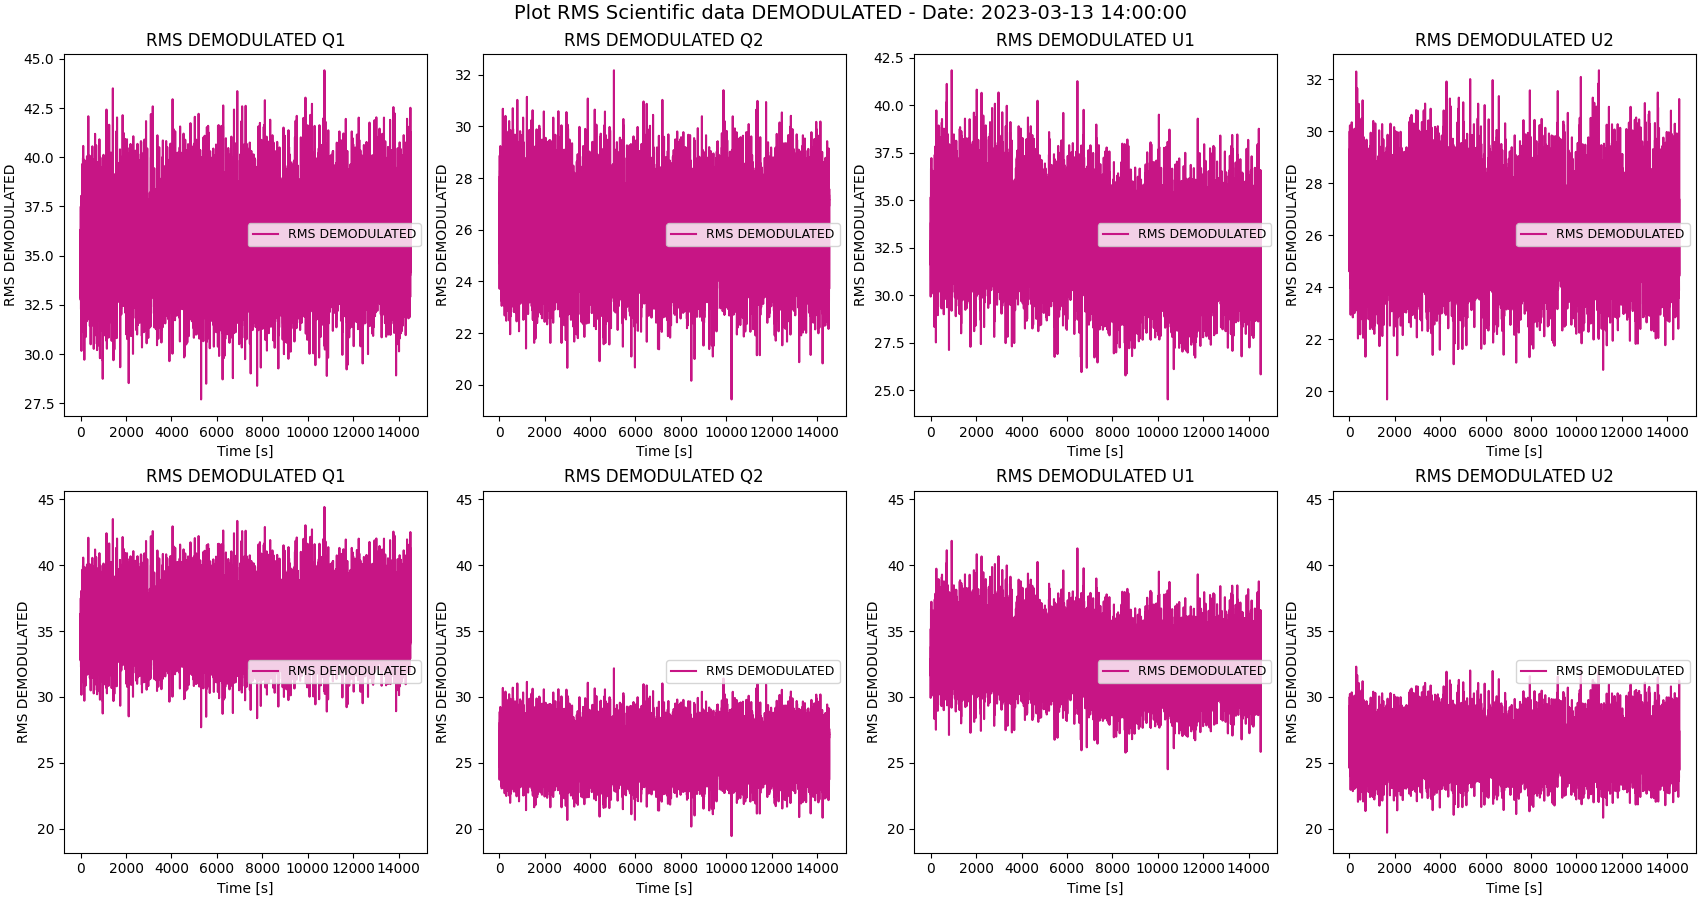 Plot RMS Scientific data DEMODULATED - Date: 2023-03-13 14:00:00
RMS DEMODULATED Q1
RMS DEMODULATED
45.0
42.5
40.0
37.5
35.0
32.5
30.0
27.5
RMS DEMODULATED
0 2000 4000 6000 8000 10000 12000 14000
Time [s]
RMS DEMODULATED Q2
RMS DEMODULATED
32
30
28
26
24
22
20
RMS DEMODULATED
0 2000 4000 6000 8000 10000 12000 14000
Time [s]
RMS DEMODULATED U1
RMS DEMODULATED
42.5
40.0
37.5
35.0
32.5
30.0
27.5
25.0
RMS DEMODULATED
0 2000 4000 6000 8000 10000 12000 14000
Time [s]
RMS DEMODULATED U2
RMS DEMODULATED
32
30
28
26
24
22
20
RMS DEMODULATED
0 2000 4000 6000 8000 10000 12000 14000
Time [s]
RMS DEMODULATED Q1
RMS DEMODULATED
45
40
35
30
25
20
RMS DEMODULATED
0 2000 4000 6000 8000 10000 12000 14000
Time [s]
RMS DEMODULATED Q2
RMS DEMODULATED
45
40
35
30
25
20
RMS DEMODULATED
0 2000 4000 6000 8000 10000 12000 14000
Time [s]
RMS DEMODULATED U1
RMS DEMODULATED
45
40
35
30
25
20
RMS DEMODULATED
0 2000 4000 6000 8000 10000 12000 14000
Time [s]
RMS DEMODULATED U2
RMS DEMODULATED
45
40
35
30
25
20
RMS DEMODULATED
0 2000 4000 6000 8000 10000 12000 14000
Time [s]